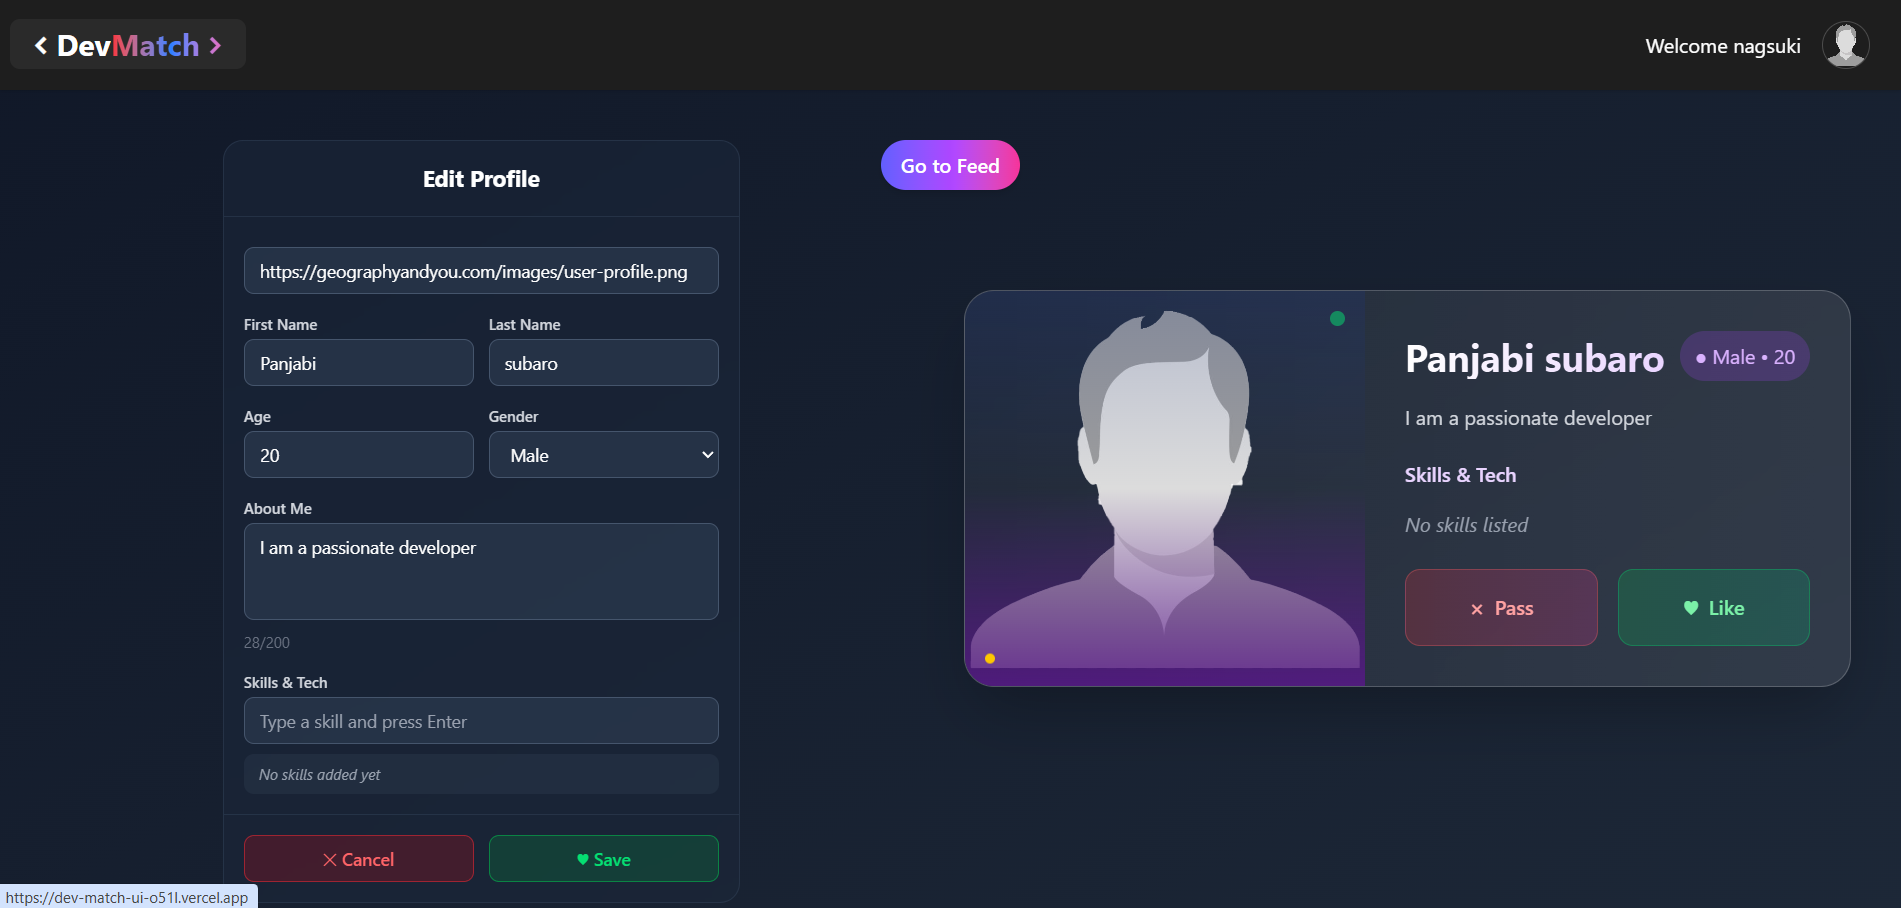 DevMatch
Welcome nagsuki
Edit Profile
https://geographyandyou.com/images/user-profile.png
First Name
Last Name
Panjabi
subaro
Age
Gender
20
Male
About Me
I am a passionate developer
28/200
Skills & Tech
Type a skill and press Enter
No skills added yet
Cancel
Save
Go to Feed
Panjabi subaro
● Male • 20
I am a passionate developer
Skills & Tech
No skills listed
× Pass
♥ Like
https://dev-match-ui-o51l.vercel.app